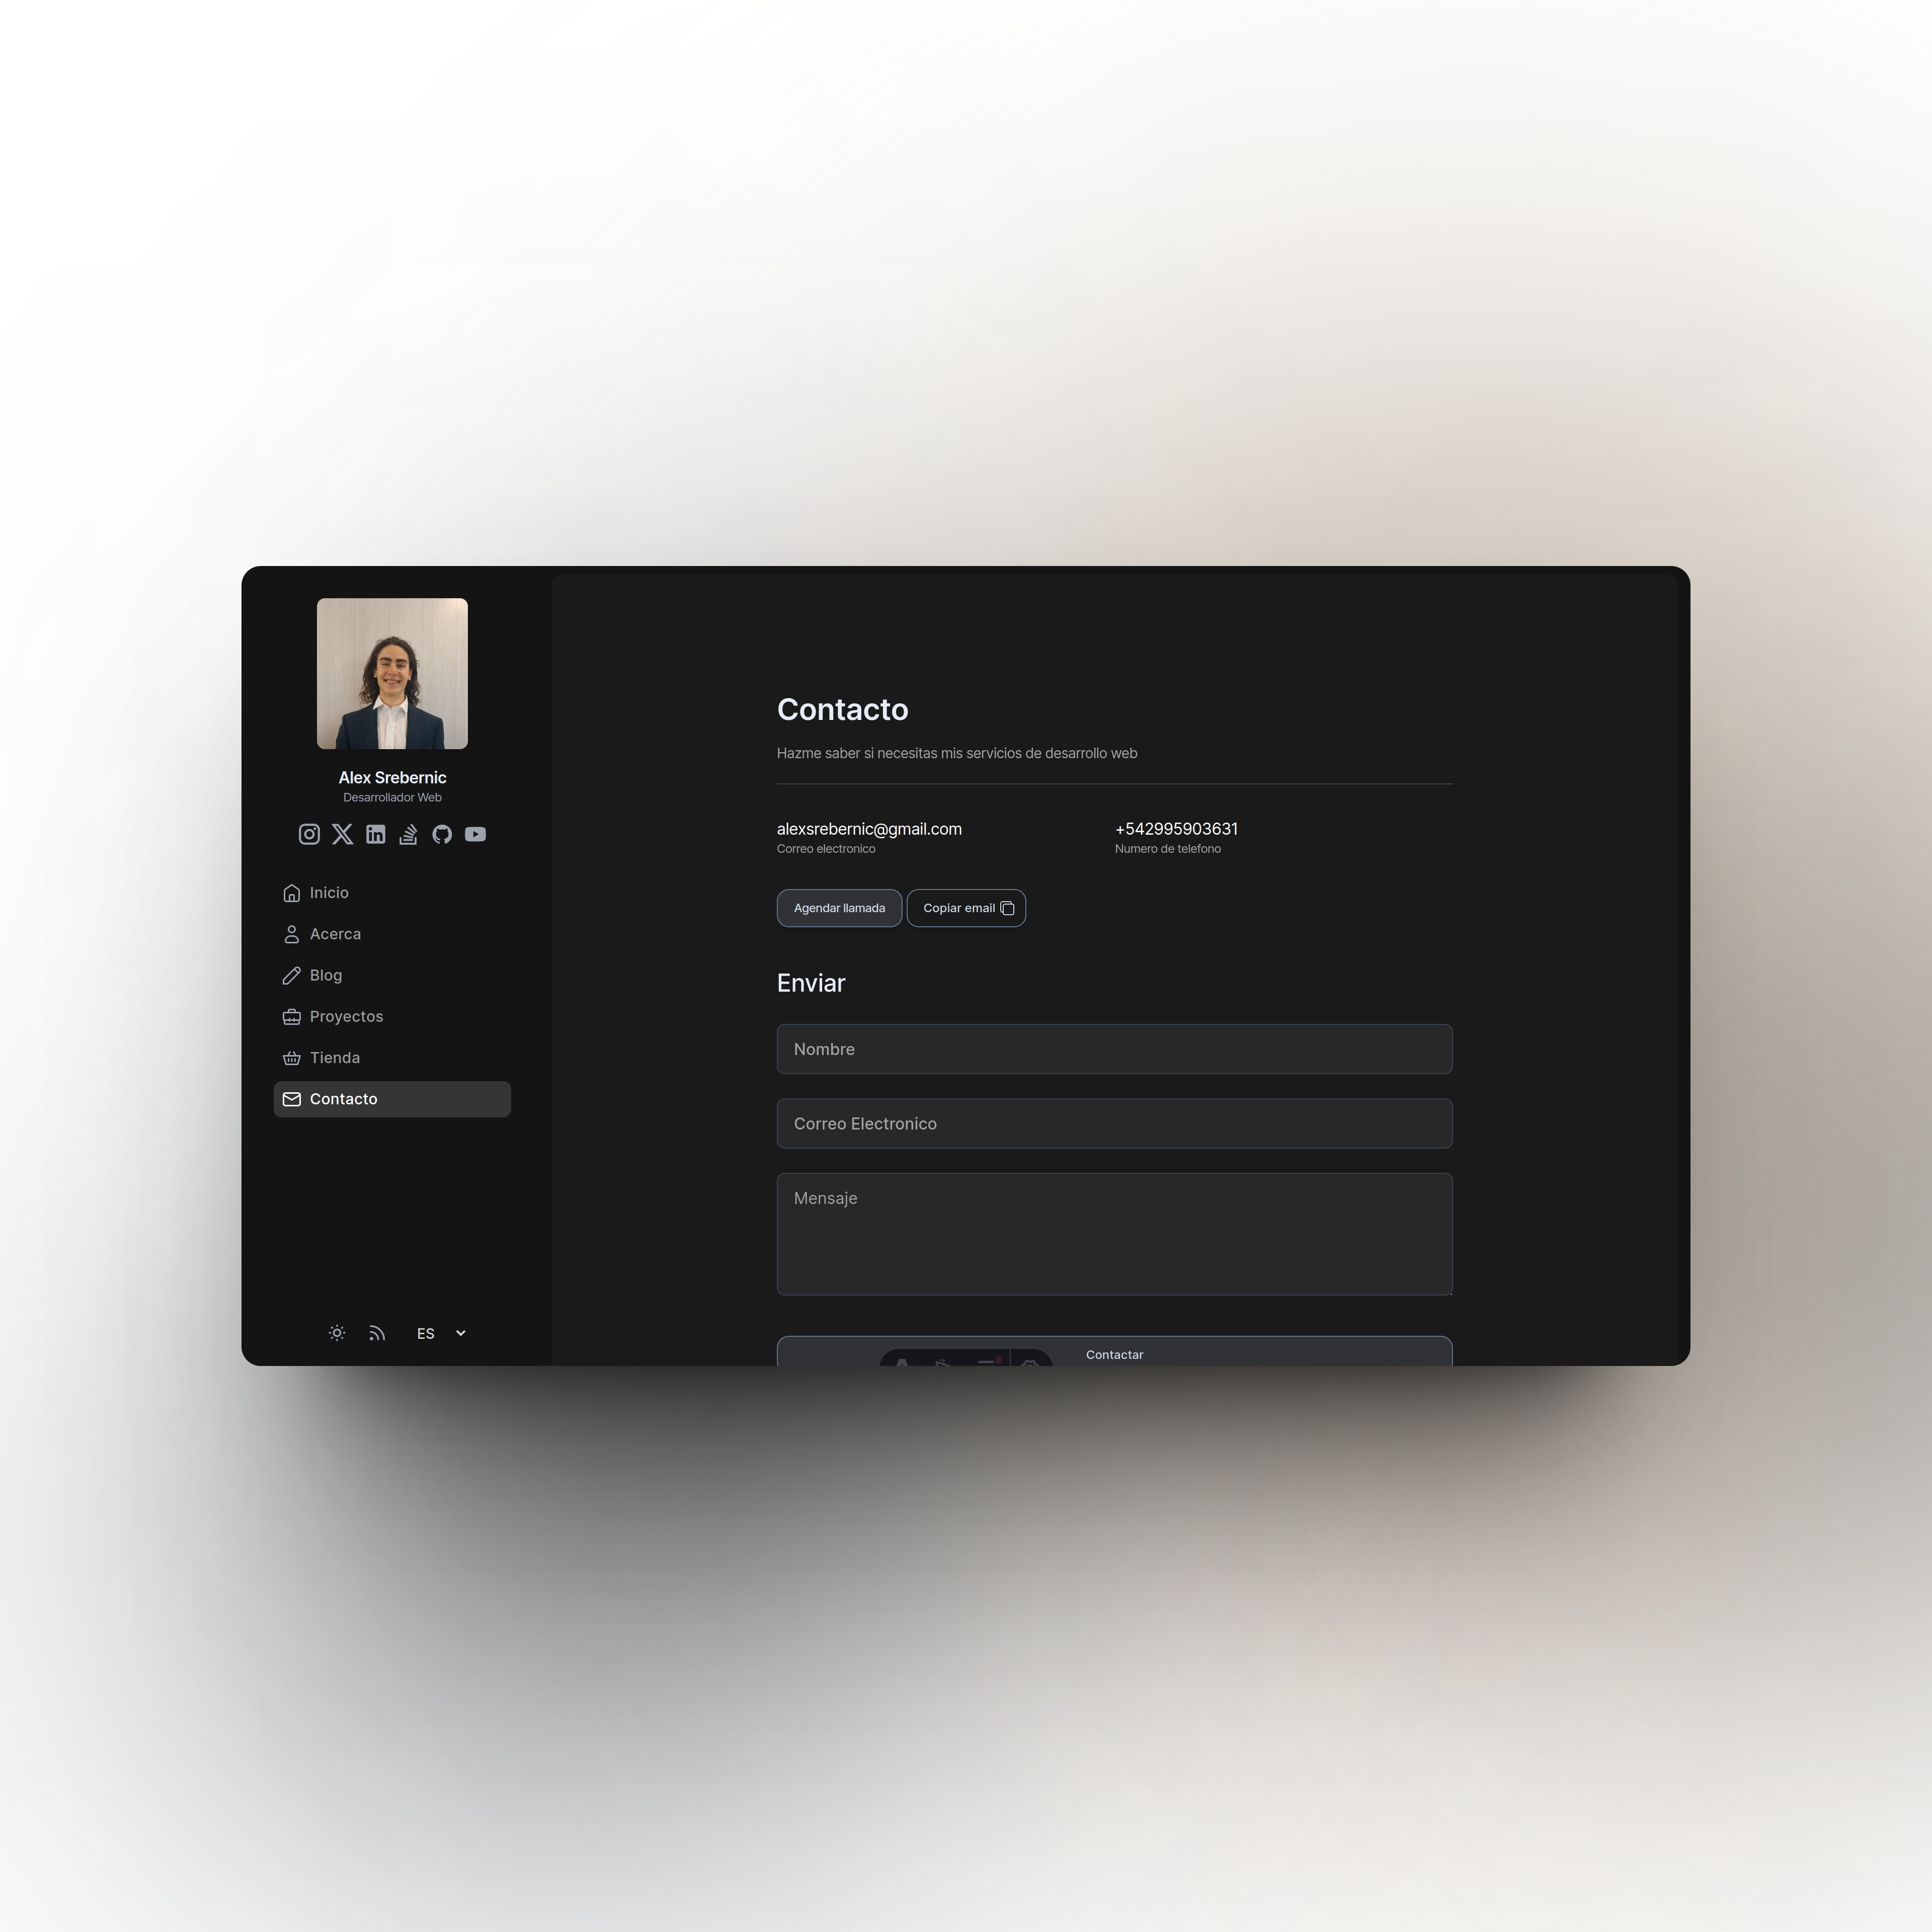 Alex Srebernic
Desarrollador Web
Inicio
Acerca
Blog
Proyectos
Tienda
Contacto
ES
Contacto
Hazme saber si necesitas mis servicios de desarrollo web
alexsrebernic@gmail.com
Correo electronico
+542995903631
Numero de telefono
Agendar llamada
Copiar email
Enviar
Nombre
Correo Electronico
Mensaje
Contactar